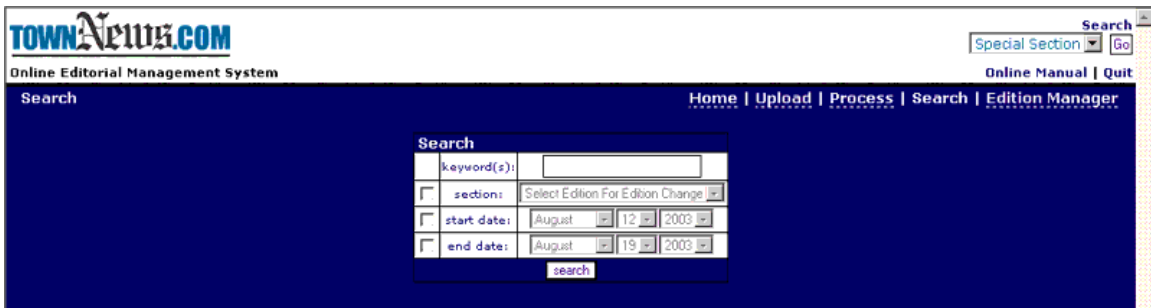 TOWNNews.COM
Search
Special Section Go
Online Editorial Management System
Online Manual | Quit
Search
Home | Upload | Process | Search | Edition Manager
Search
keyword(s):
section: Select Edition For Edition Change
start date: August 12 2003
end date: August 19 2003
search